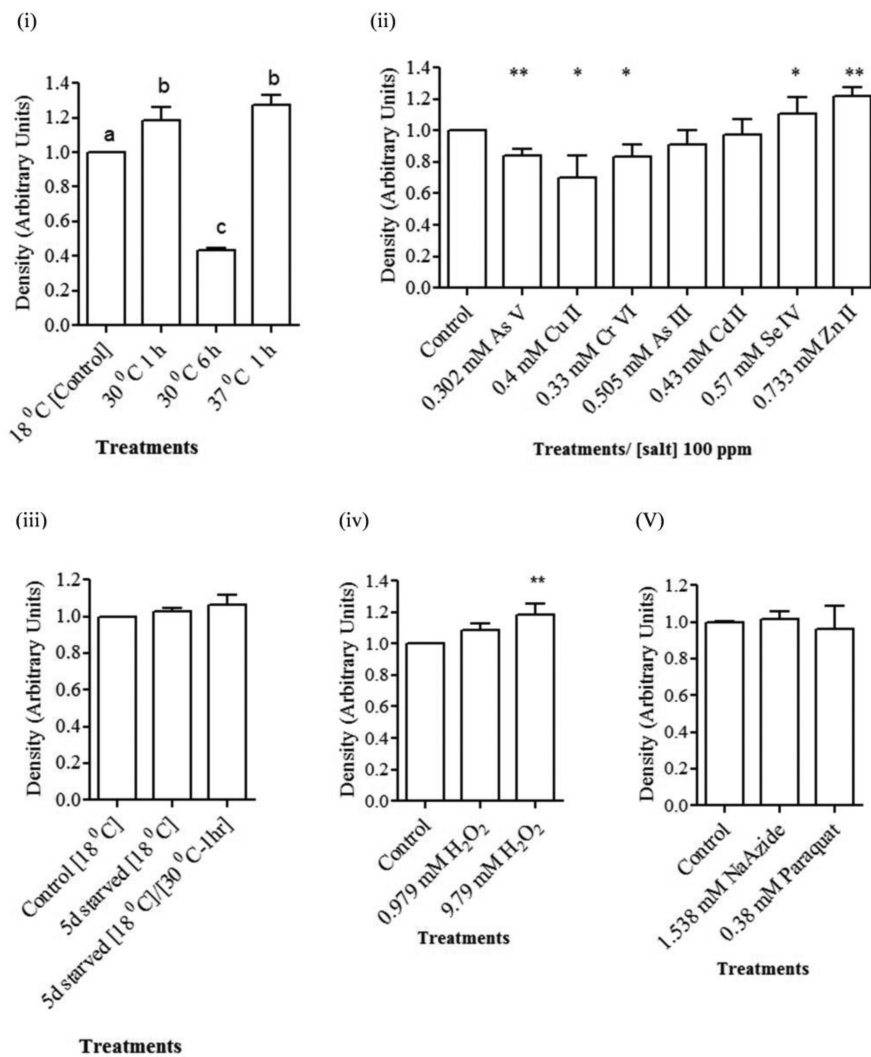 (i)
Density (Arbitrary Units)
1.4
1.2
1.0
0.8
0.6
0.4
0.2
0.0
a
b
c
b
18 ⁰C [Control]
30 ⁰C 1 h
30 ⁰C 6h
37 ⁰C 1 h
Treatments
(ii)
Density (Arbitrary Units)
1.4
1.2
1.0
0.8
0.6
0.4
0.2
0.0
** * * * **
Control
0.302 mM As V
0.4 mM Cu II
0.33 mM Cr VI
0.505 mM As III
0.43 mM Cd II
0.57 mM Se IV
0.733 mM Zn II
Treatments/ [salt] 100 ppm
(iii)
Density (Arbitrary Units)
1.2
1.0
0.8
0.6
0.4
0.2
0.0
Control [18 ⁰C]
5d starved [18 ⁰C]
5d starved [18 ⁰C]/[30 ⁰C-1hr]
Treatments
(iv)
Density (Arbitrary Units)
1.4
1.2
1.0
0.8
0.6
0.4
0.2
0.0
**
Control
0.979 mM H₂O₂
9.79 mM H₂O₂
Treatments
(V)
Density (Arbitrary Units)
1.2
1.0
0.8
0.6
0.4
0.2
0.0
Control
1.538 mM NaAzide
0.38 mM Paraquat
Treatments